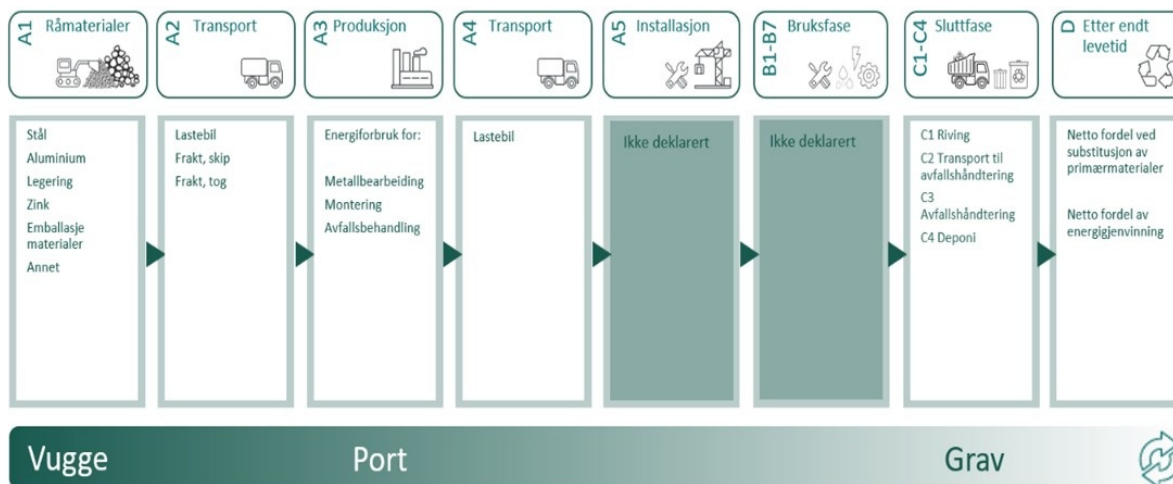 A1 Råmaterialer
A2 Transport
A3 Produksjon
A4 Transport
A5 Installasjon
B1-B7 Bruksfase
C1-C4 Sluttfase
D Etter endt
levetid
Stål
Aluminium
Legering
Zink
Emballasje
materialer
Annet
Lastebil
Frakt, skip
Frakt, tog
Energiforbruk for:
Metallbearbeiding
Montering
Avfallsbehandling
Lastebil
Ikke deklarert
Ikke deklarert
C1 Riving
C2 Transport til
avfallshåndtering
C3
Avfallshåndtering
C4 Deponi
Netto fordel ved
substitusjon av
primærmaterialer
Netto fordel av
energigjenvinning
Vugge
Port
Grav